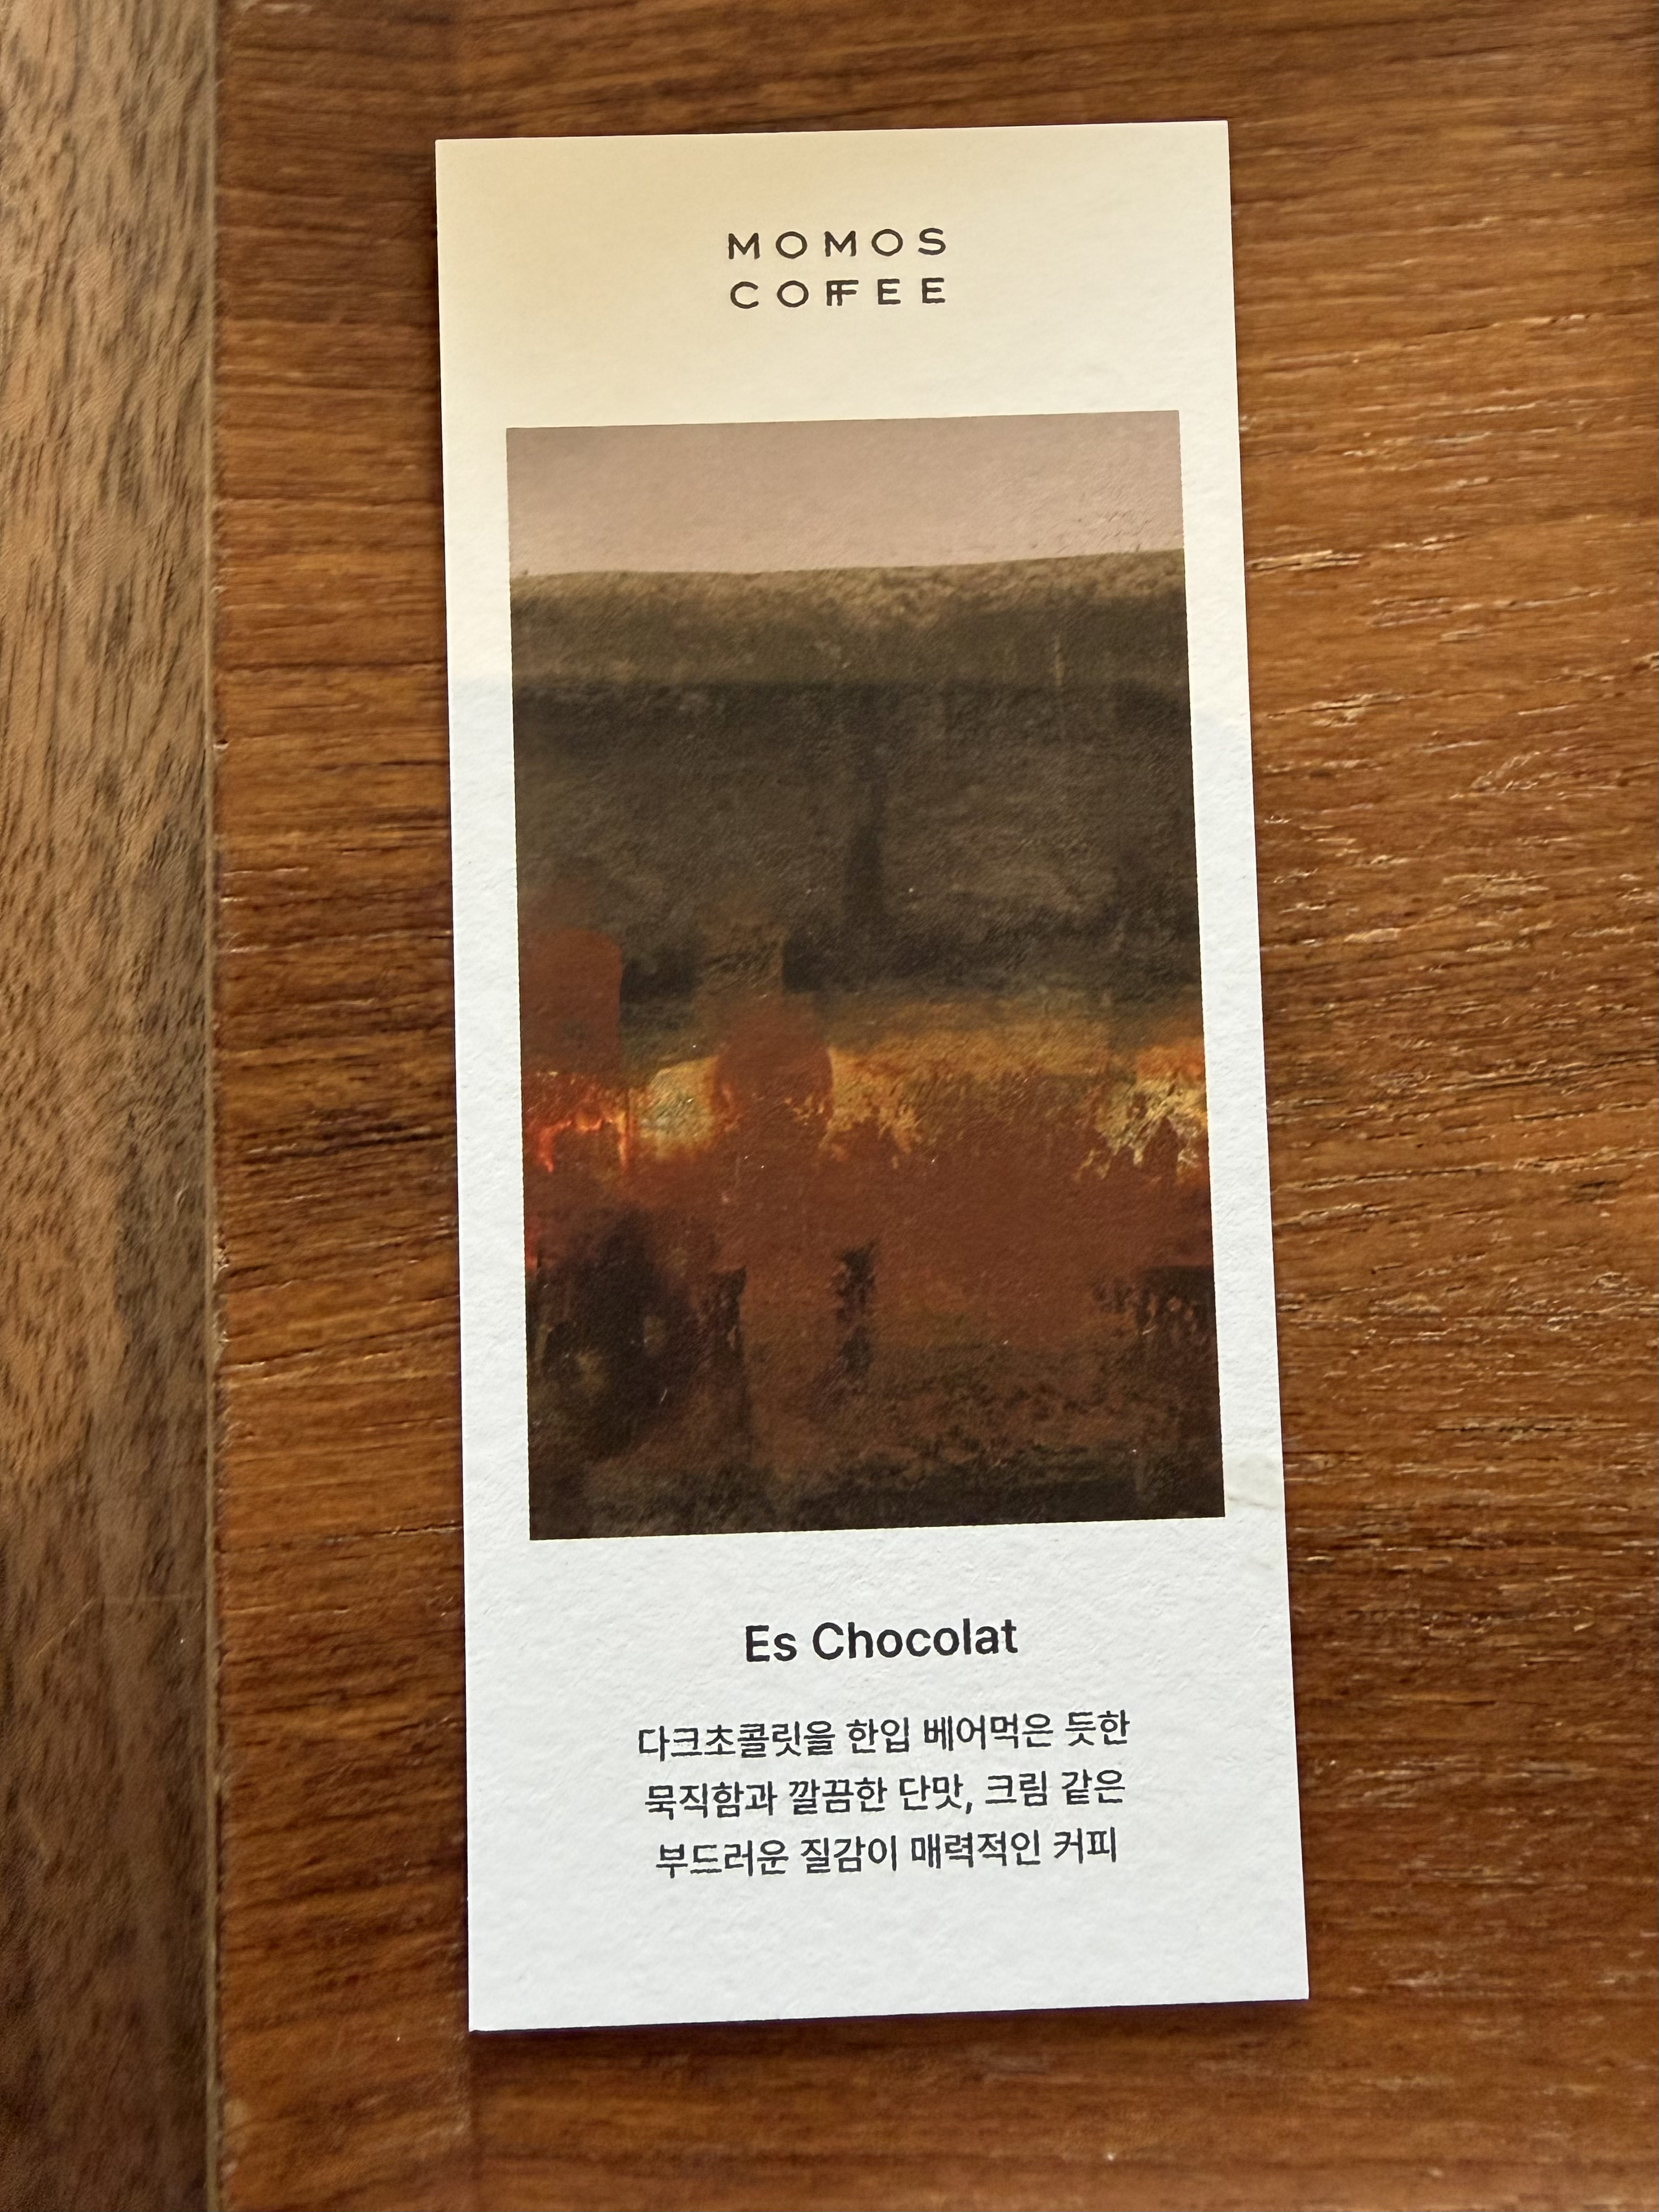 MOMOS
COFFEE
Es Chocolat
다크초콜릿을 한입 베어먹은 듯한
묵직함과 깔끔한 단맛, 크림 같은
부드러운 질감이 매력적인 커피